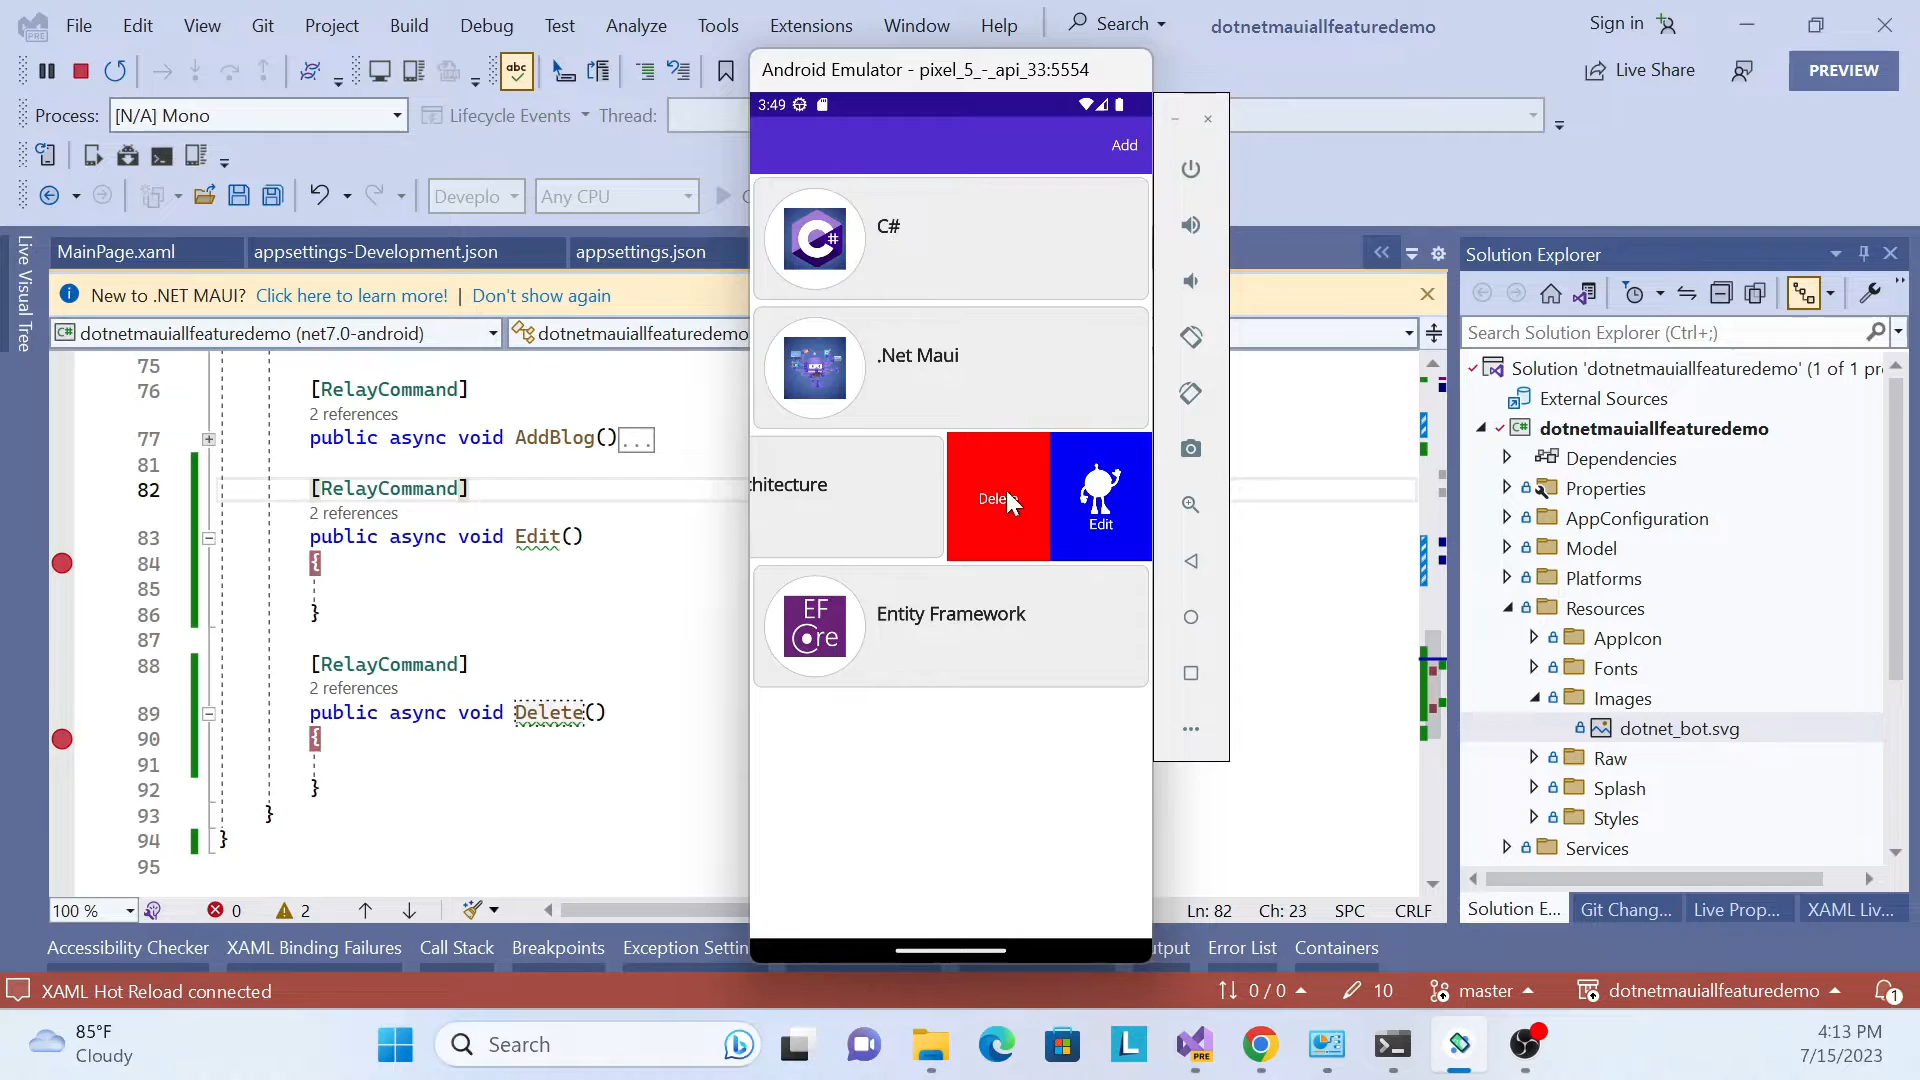 File Edit View Git Project Build Debug Test Analyze Tools Extensions Window Help Search dotnetmauiallfeaturedemo Sign in
Live Share PREVIEW
Android Emulator - pixel_5_-_api_33:5554
Process: [N/A] Mono Lifecycle Events Thread:
3:49
Add
Develo Any CPU
MainPage.xaml appsettings-Development.json appsettings.json
Live Visual Tree
New to .NET MAUI? Click here to learn more! | Don't show again
dotnetmauiallfeaturedemo (net7.0-android) dotnetmauiallfeaturedemo
75
76 [RelayCommand]
2 references
77 public async void AddBlog()...
81
82 [RelayCommand]
2 references
83 public async void Edit()
84 {
85
86 }
87
88 [RelayCommand]
2 references
89 public async void Delete()
90 {
91
92 }
93 }
94 }
95
C#
.Net Maui
hitecture
Edit
EF
Core
Entity Framework
Solution Explorer
Search Solution Explorer (Ctrl+;)
Solution 'dotnetmauiallfeaturedemo' (1 of 1 pr
External Sources
C# dotnetmauiallfeaturedemo
Dependencies
Properties
AppConfiguration
Model
Platforms
Resources
AppIcon
Fonts
Images
dotnet_bot.svg
Raw
Splash
Styles
Services
Solution E... Git Chang... Live Prop... XAML Liv...
100 % 0 2 Ln: 82 Ch: 23 SPC CRLF
Accessibility Checker XAML Binding Failures Call Stack Breakpoints Exception Settin utput Error List Containers
XAML Hot Reload connected 0 / 0 10 master dotnetmauiallfeaturedemo 1
85°F
Cloudy
Search
PRE
4:13 PM
7/15/2023